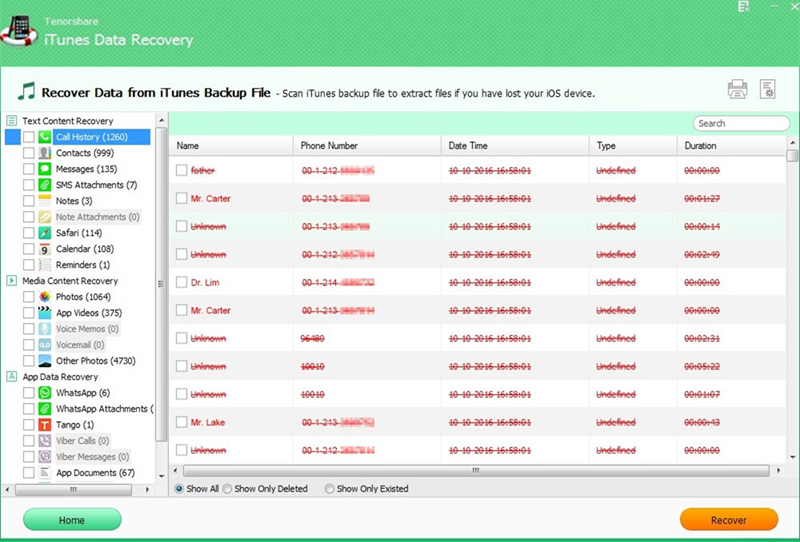 Tenorshare
iTunes Data Recovery
Recover Data from iTunes Backup File - Scan iTunes backup file to extract files if you have lost your iOS device.
Text Content Recovery
Call History (1260)
Contacts (999)
Messages (135)
SMS Attachments (7)
Notes (3)
Note Attachments (0)
Safari (114)
Calendar (108)
Reminders (1)
Media Content Recovery
Photos (1064)
App Videos (375)
Voice Memos (0)
Voicemail (0)
Other Photos (4730)
App Data Recovery
WhatsApp (6)
WhatsApp Attachments (
Tango (1)
Viber Calls (0)
Viber Messages (0)
App Documents (67)
Search
Name Phone Number Date Time Type Duration
father 00-1-212- 10-10-2016-16:58:01 Undefined 00:00:00
Mr. Carter 00-1-213- 10-10-2016-16:58:01 Undefined 00:01:27
Unknown 00-1-213- 10-10-2016-16:58:01 Undefined 00:00:14
Unknown 00-1-212- 10-10-2016-16:58:01 Undefined 00:02:49
Dr. Lim 00-1-214- 10-10-2016-16:58:01 Undefined 00:00:00
Mr. Carter 00-1-213- 10-10-2016-16:58:01 Undefined 00:00:00
Unknown 96480 10-10-2016-16:58:01 Undefined 00:02:31
Unknown 10010 10-10-2016-16:58:01 Undefined 00:05:22
Unknown 10010 10-10-2016-16:58:01 Undefined 00:01:07
Mr. Lake 00-1-213- 10-10-2016-16:58:01 Undefined 00:00:43
Unknown 00-1-212- 10-10-2016-16:58:01 Undefined 00:00:00
Show All Show Only Deleted Show Only Existed
Home Recover